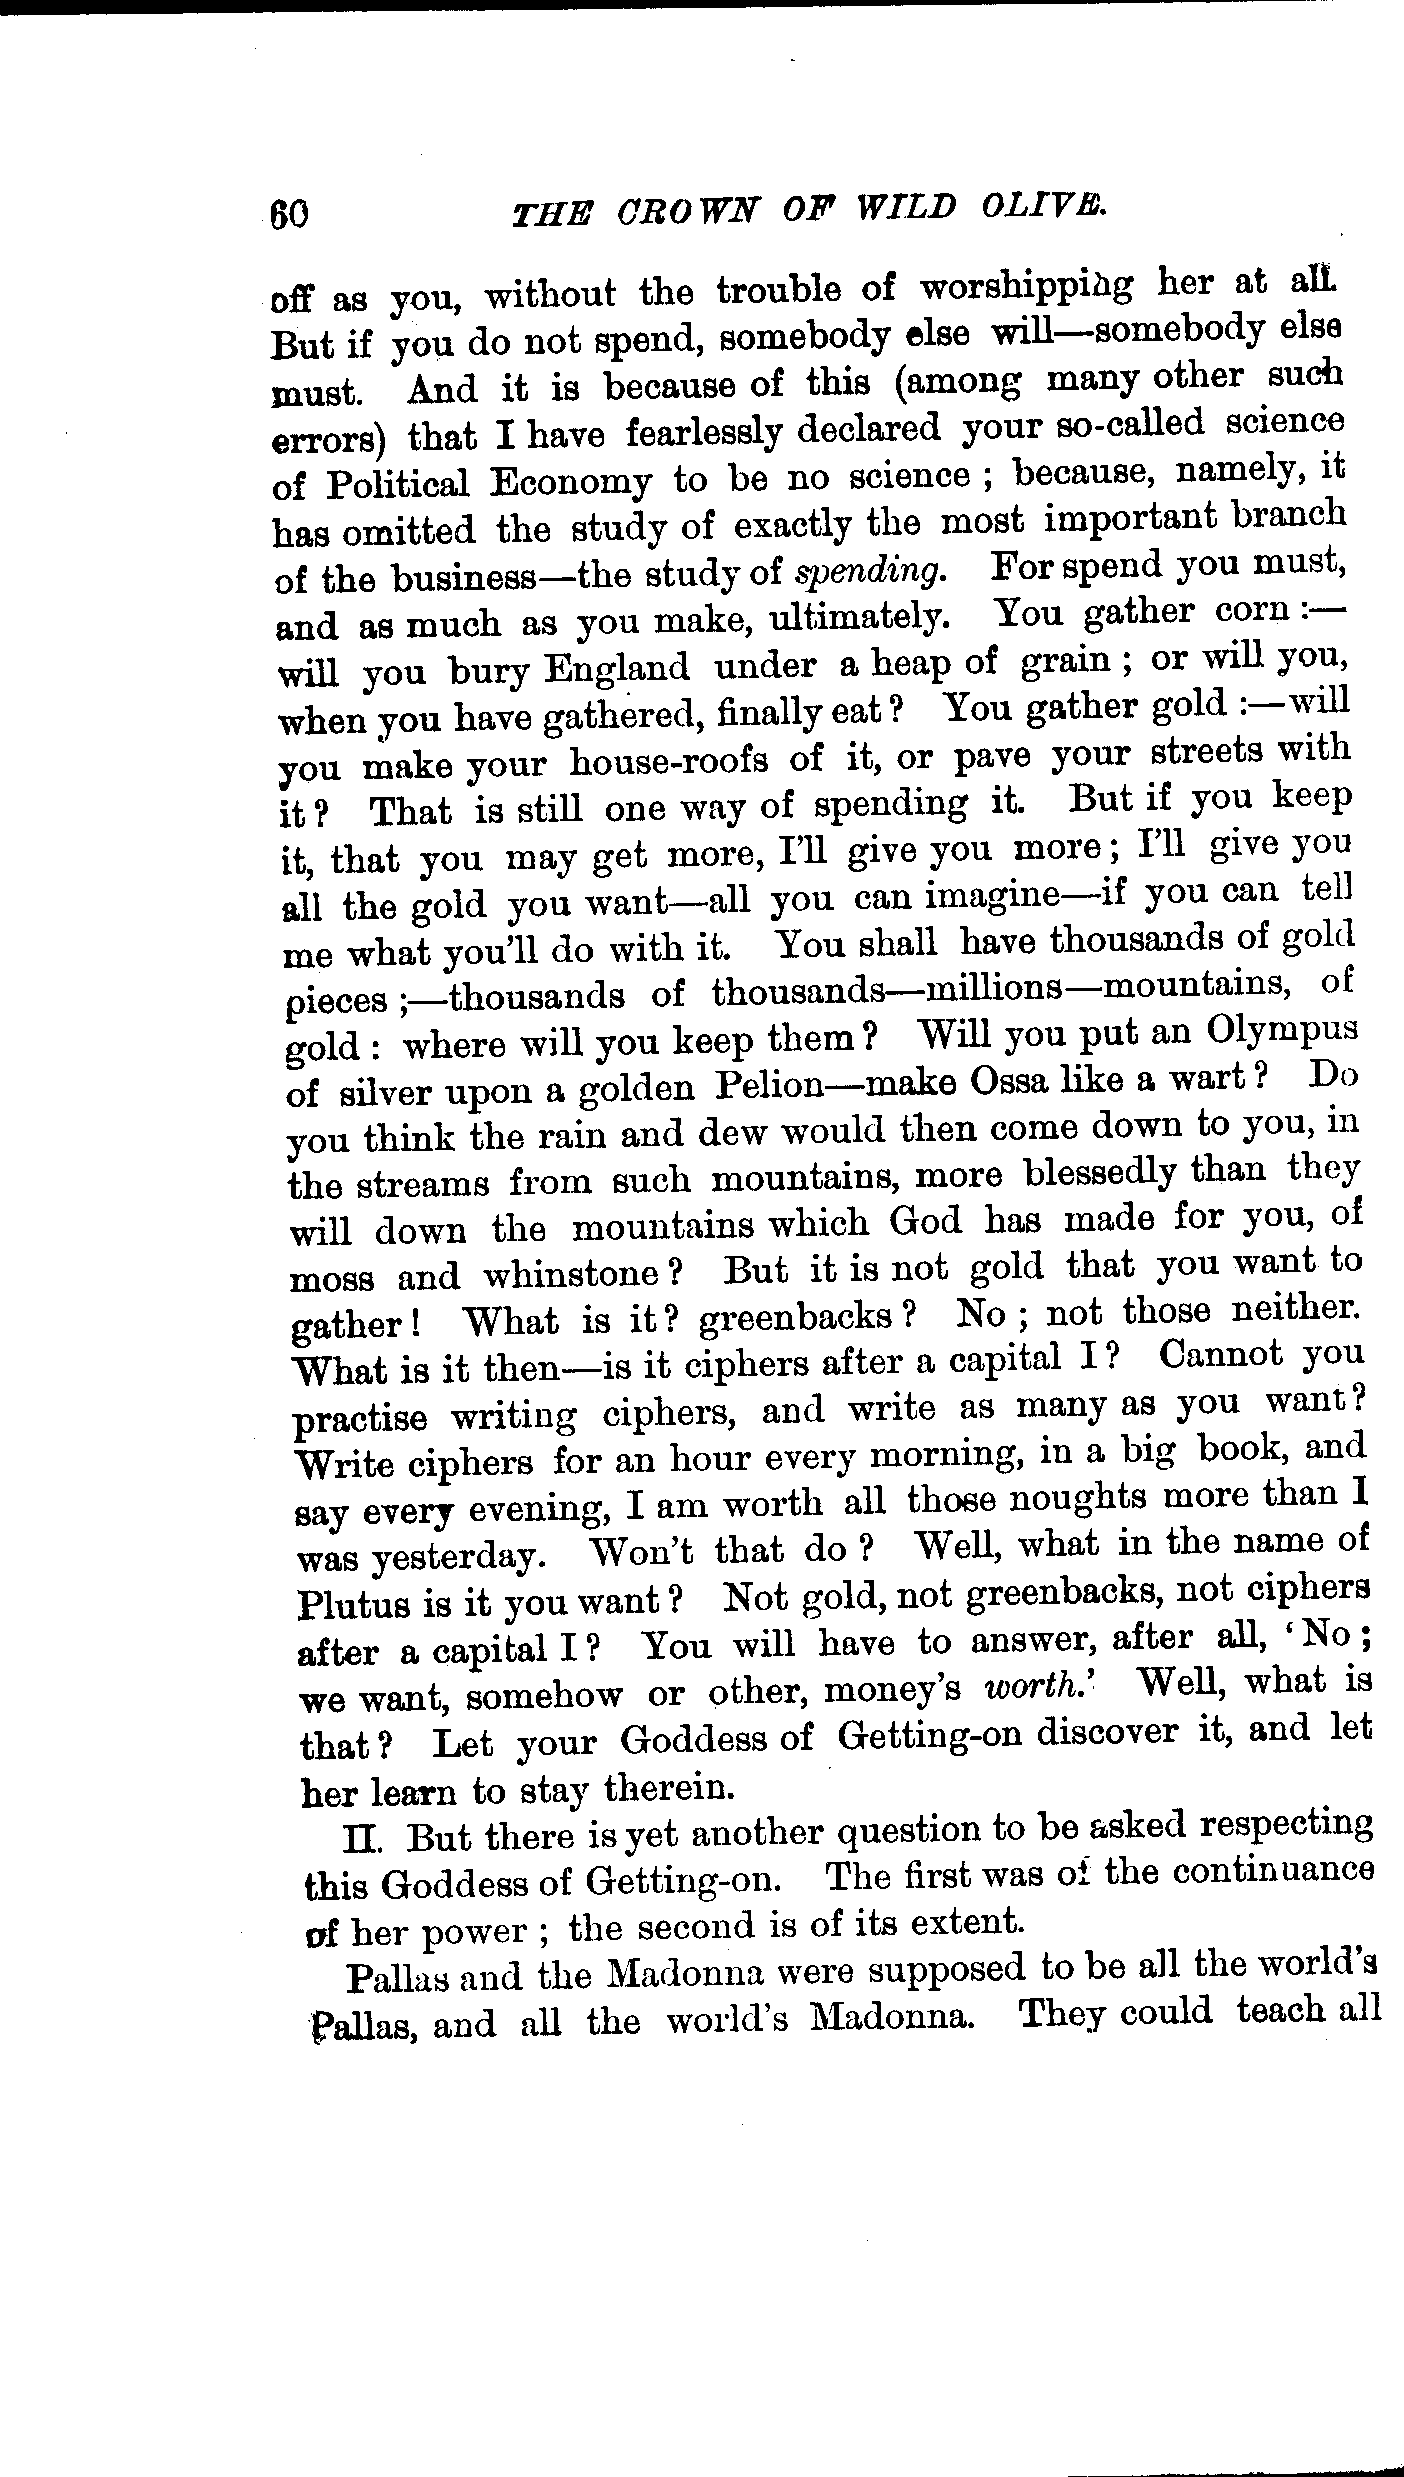 60 THE CROWN OF WILD OLIVE.
off as you, without the trouble of worshipping her at all.
But if you do not spend, somebody else will—somebody else
must. And it is because of this (among many other such
errors) that I have fearlessly declared your so-called science
of Political Economy to be no science ; because, namely, it
has omitted the study of exactly the most important branch
of the business—the study of spending. For spend you must,
and as much as you make, ultimately. You gather corn :—
will you bury England under a heap of grain ; or will you,
when you have gathered, finally eat ? You gather gold :—will
you make your house-roofs of it, or pave your streets with
it ? That is still one way of spending it. But if you keep
it, that you may get more, I'll give you more ; I'll give you
all the gold you want—all you can imagine—if you can tell
me what you'll do with it. You shall have thousands of gold
pieces ;—thousands of thousands—millions—mountains, of
gold : where will you keep them ? Will you put an Olympus
of silver upon a golden Pelion—make Ossa like a wart ? Do
you think the rain and dew would then come down to you, in
the streams from such mountains, more blessedly than they
will down the mountains which God has made for you, of
moss and whinstone ? But it is not gold that you want to
gather ! What is it ? greenbacks ? No ; not those neither.
What is it then—is it ciphers after a capital I ? Cannot you
practise writing ciphers, and write as many as you want ?
Write ciphers for an hour every morning, in a big book, and
say every evening, I am worth all those noughts more than I
was yesterday. Won't that do ? Well, what in the name of
Plutus is it you want ? Not gold, not greenbacks, not ciphers
after a capital I ? You will have to answer, after all, 'No ;
we want, somehow or other, money's worth.' Well, what is
that ? Let your Goddess of Getting-on discover it, and let
her learn to stay therein.
II. But there is yet another question to be asked respecting
this Goddess of Getting-on. The first was of the continuance
of her power ; the second is of its extent.
Pallas and the Madonna were supposed to be all the world's
Pallas, and all the world's Madonna. They could teach all